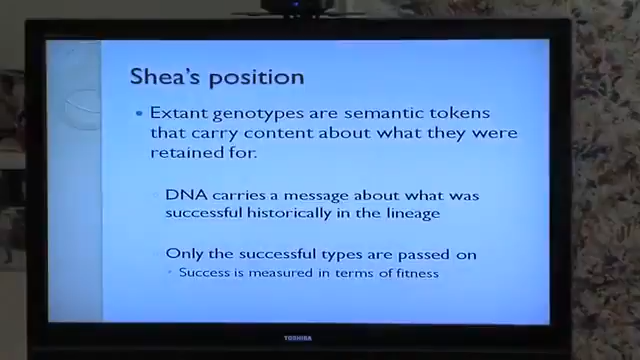 Shea's position
• Extant genotypes are semantic tokens
that carry content about what they were
retained for.
DNA carries a message about what was
successful historically in the lineage
Only the successful types are passed on
Success is measured in terms of fitness
TOSHIBA